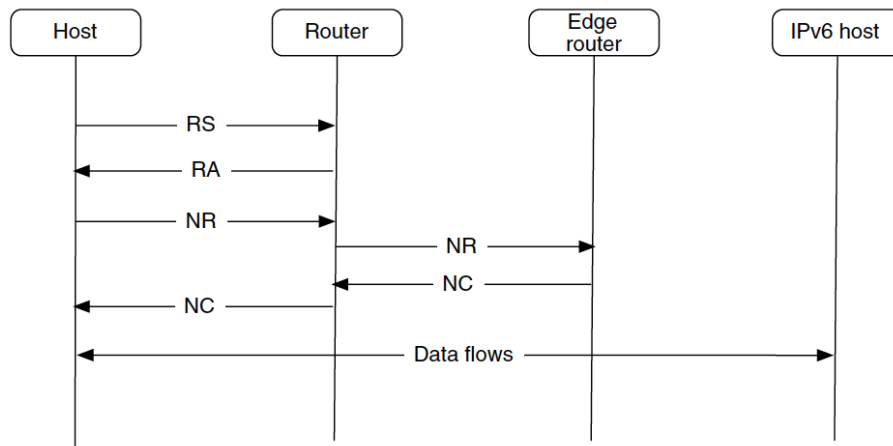 Host
Router
Edge
router
IPv6 host
RS
RA
NR
NR
NC
NC
Data flows